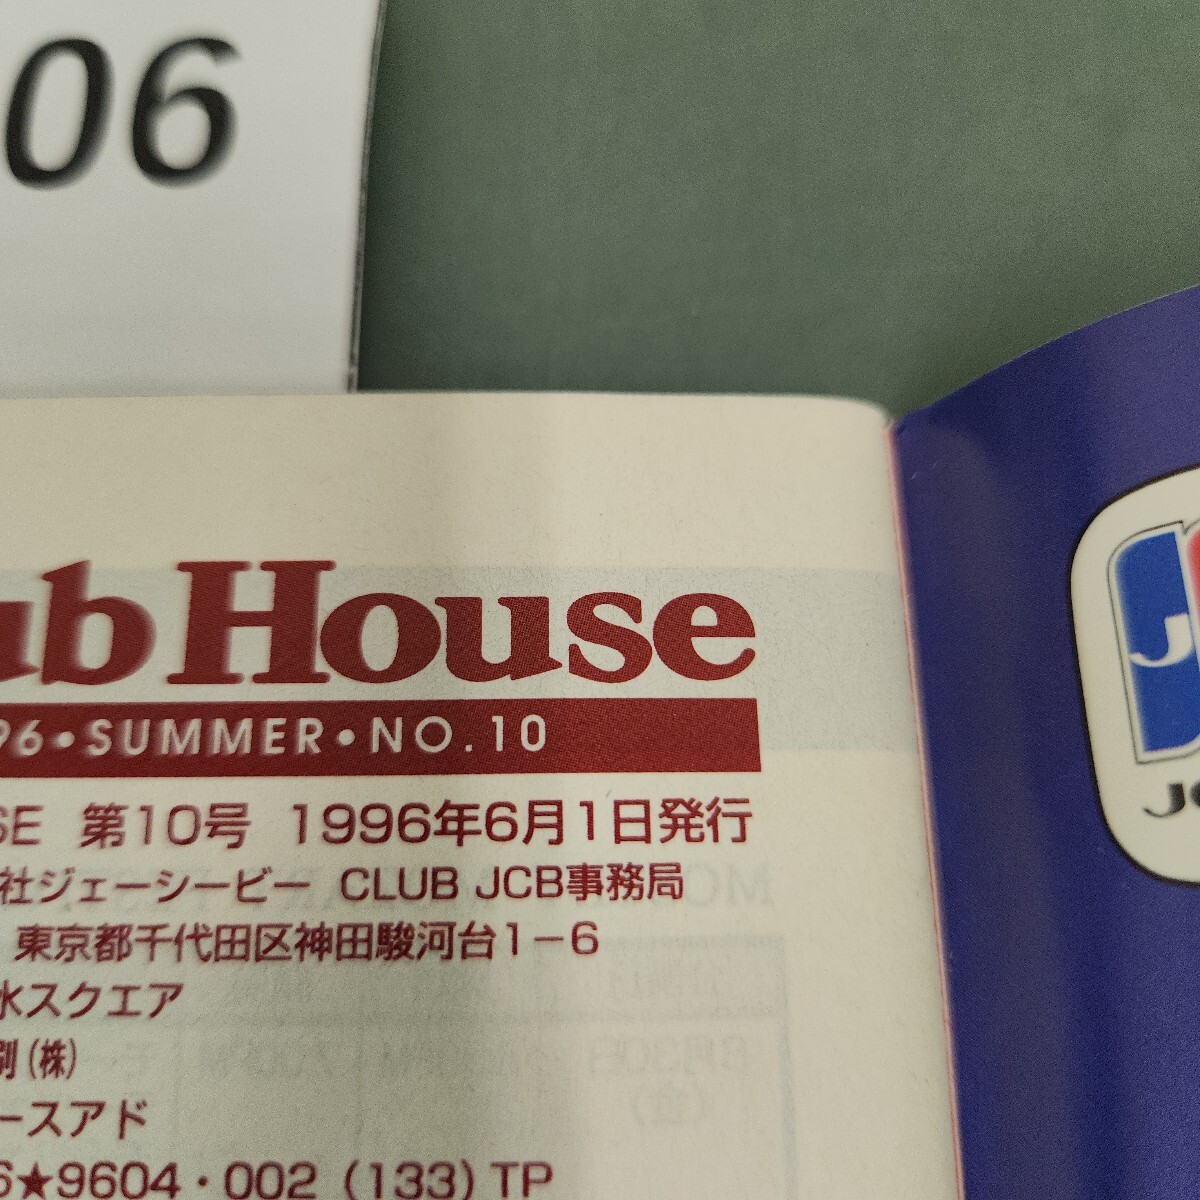 06
ub House
96・SUMMER・NO.10
SE 第10号 1996年6月1日発行
社ジェーシービー CLUB JCB事務局
東京都千代田区神田駿河台1-6
水スクエア
刷(株)
ースアド
6★9604・002 (133) TP
J